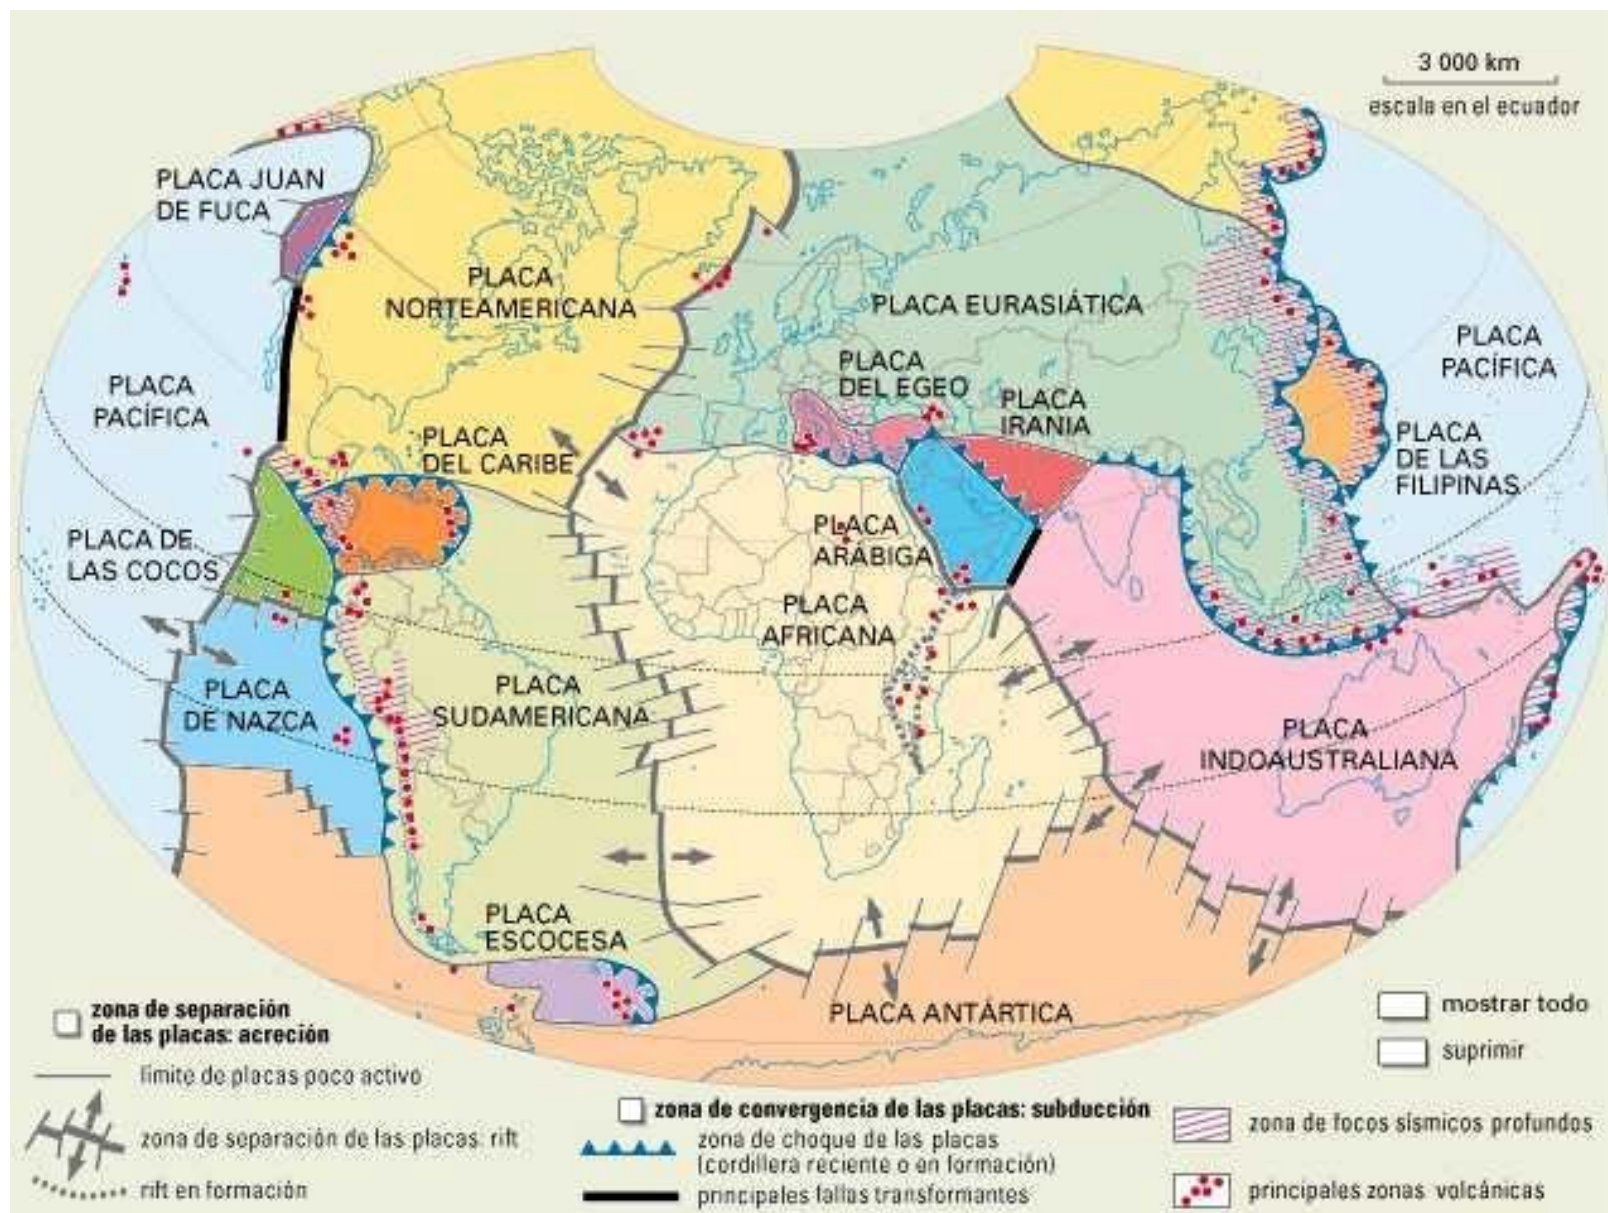 3 000 km
escala en el ecuador
PLACA JUAN
DE FUCA
PLACA
NORTEAMERICANA
PLACA EURASIÁTICA
PLACA
PACÍFICA
PLACA
DEL EGEO
PLACA
IRANIA
PLACA
PACÍFICA
PLACA
DEL CARIBE
PLACA
DE LAS
FILIPINAS
PLACA DE
LAS COCOS
PLACA
ARÁBIGA
PLACA
AFRICANA
PLACA
DE NAZCA
PLACA
SUDAMERICANA
PLACA
INDOAUSTRALIANA
PLACA
ESCOCESA
PLACA ANTÁRTICA
mostrar todo
suprimir
zona de separación
de las placas: acreción
límite de placas poco activo
zona de separación de las placas: rift
rift en formación
zona de convergencia de las placas: subducción
zona de choque de las placas
(cordillera reciente o en formación)
principales fallas transformantes
zona de focos sísmicos profundos
principales zonas volcánicas